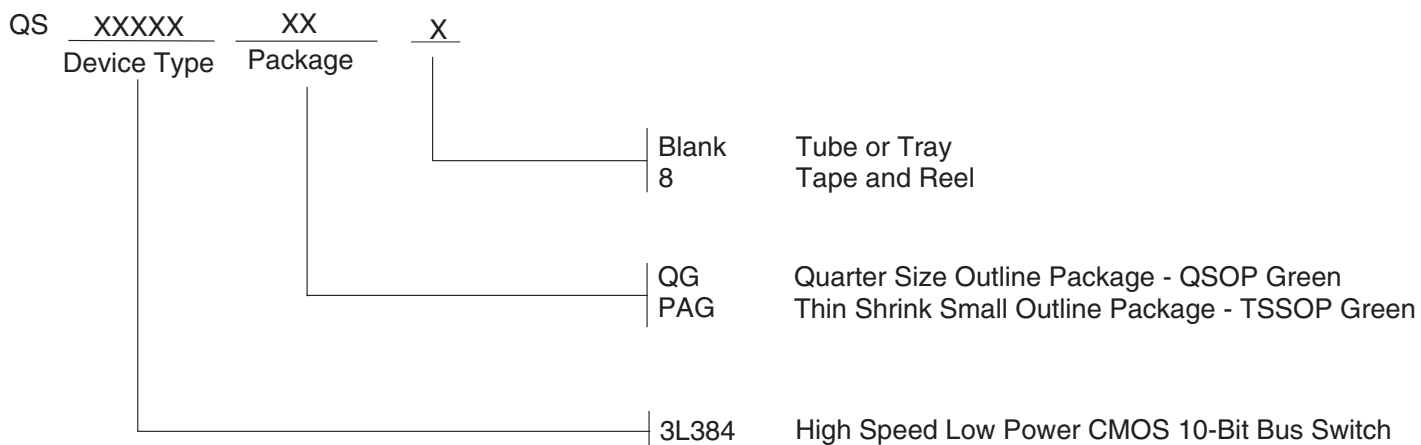 QS XXXXX XX X
Device Type Package
Blank Tube or Tray
8 Tape and Reel
QG Quarter Size Outline Package - QSOP Green
PAG Thin Shrink Small Outline Package - TSSOP Green
3L384 High Speed Low Power CMOS 10-Bit Bus Switch